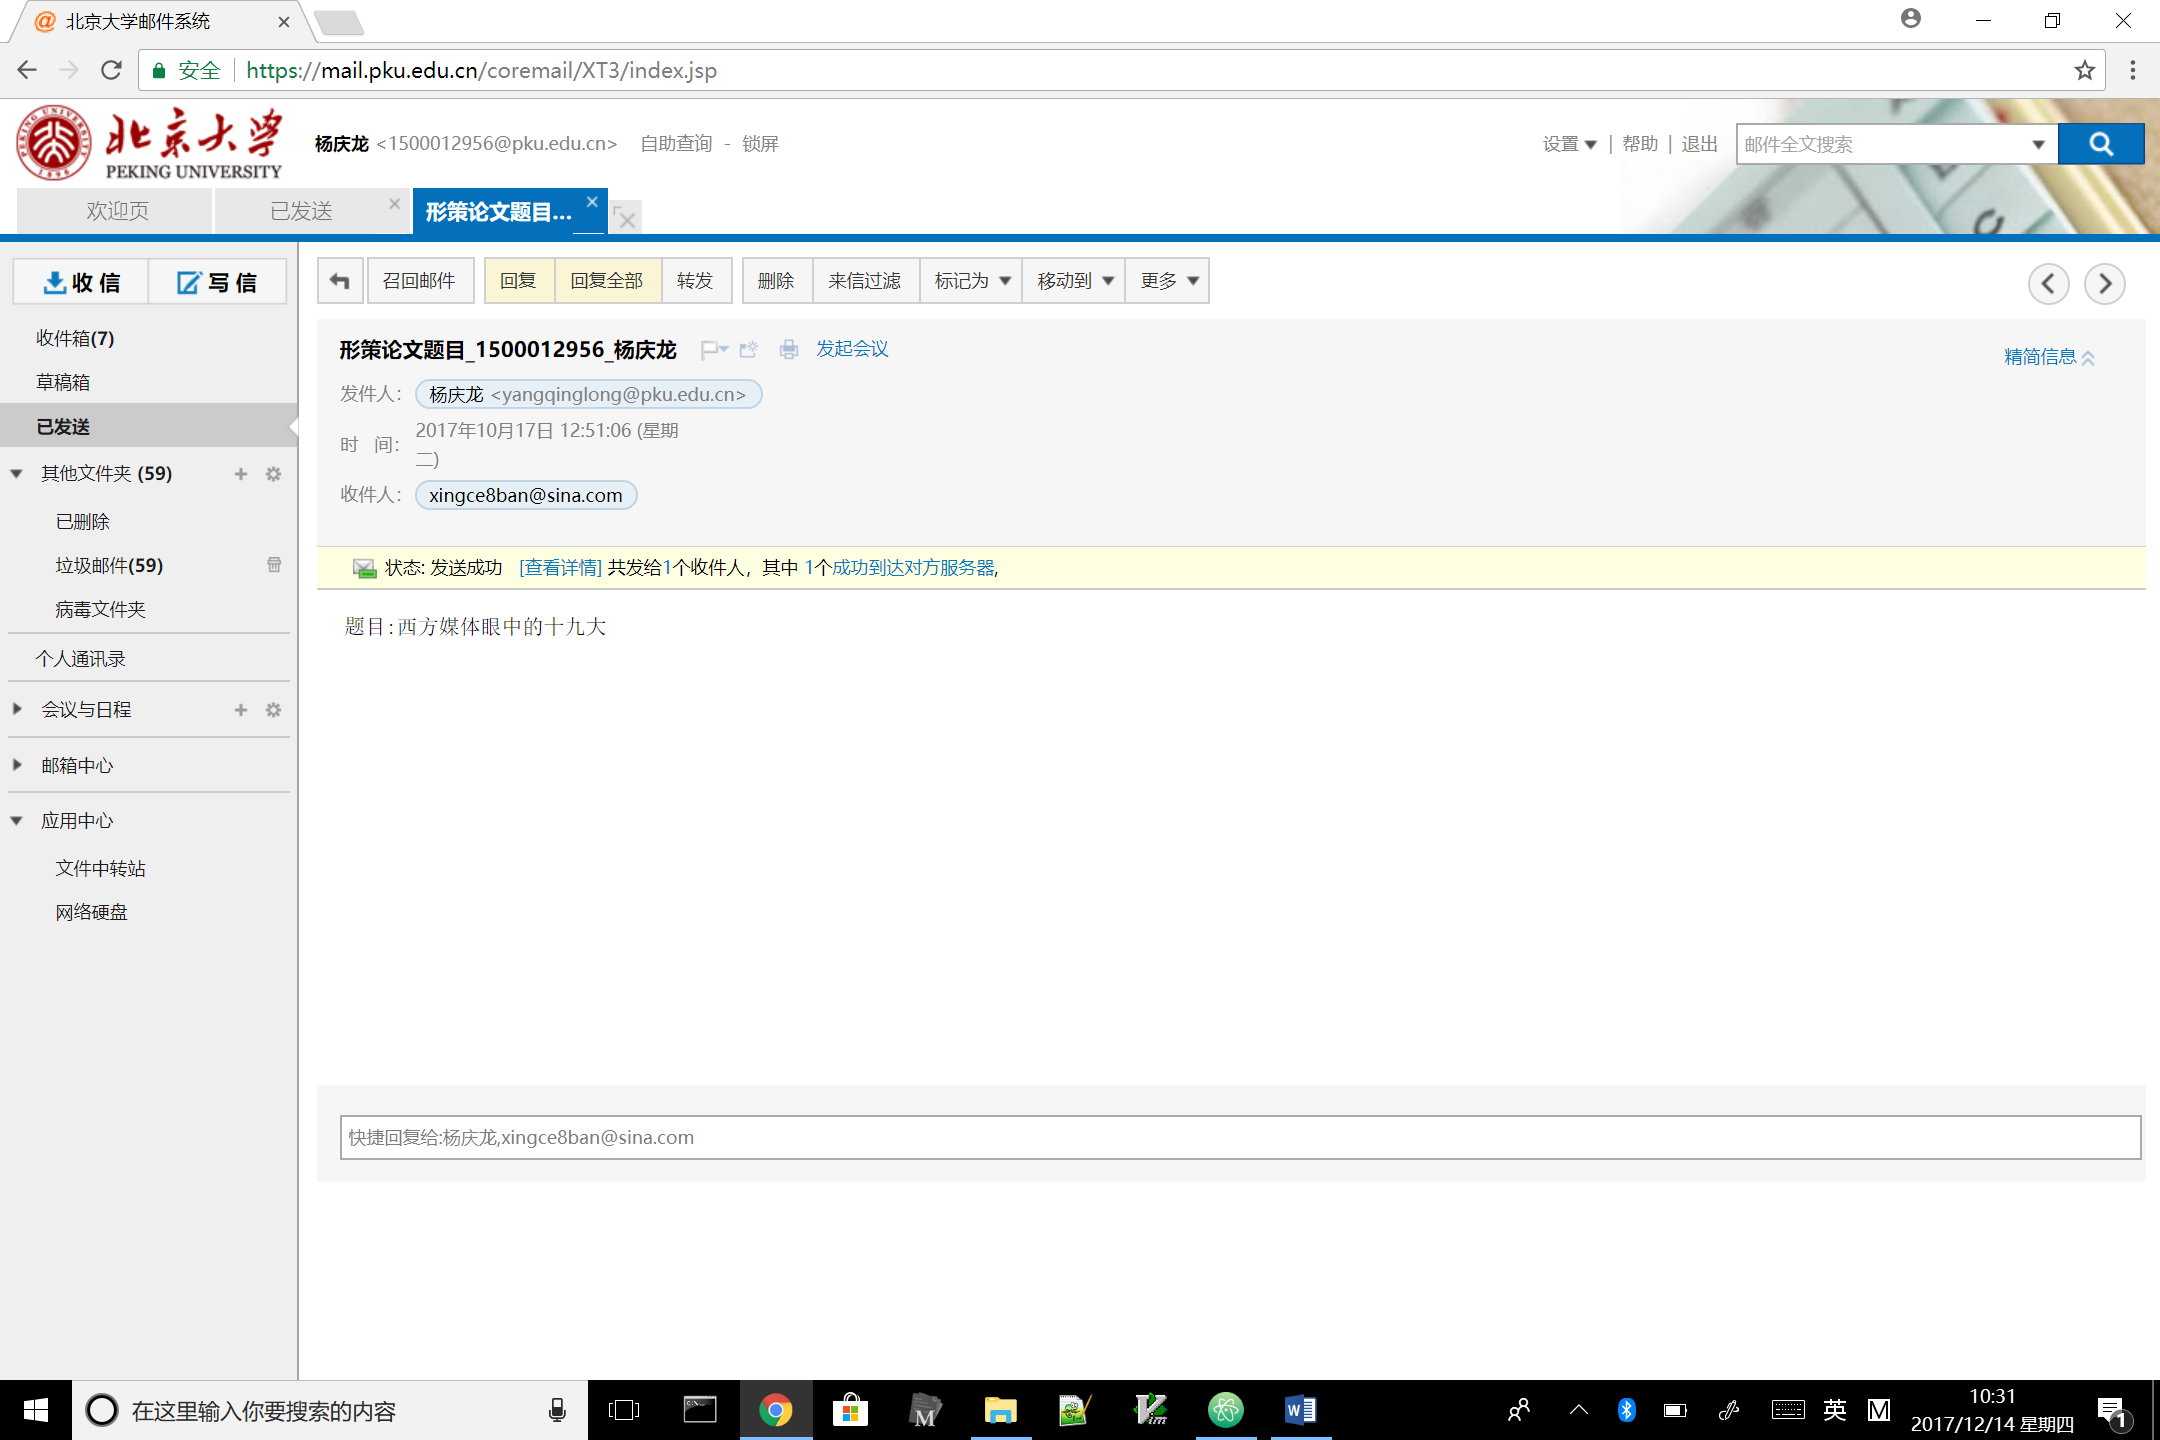 北京大学邮件系统
安全 https://mail.pku.edu.cn/coremail/XT3/index.jsp
北京大学
PEKING UNIVERSITY
杨庆龙 <1500012956@pku.edu.cn> 自助查询 - 锁屏
设置 | 帮助 | 退出 邮件全文搜索
欢迎页 已发送 形策论文题目...
收信 写信
召回邮件 回复 回复全部 转发 删除 来信过滤 标记为 移动到 更多
收件箱(7)
草稿箱
已发送
其他文件夹 (59)
已删除
垃圾邮件(59)
病毒文件夹
个人通讯录
会议与日程
邮箱中心
应用中心
文件中转站
网络硬盘
形策论文题目_1500012956_杨庆龙 发起会议
精简信息
发件人: 杨庆龙 <yangqinglong@pku.edu.cn>
时 间: 2017年10月17日 12:51:06 (星期
二)
收件人: xingce8ban@sina.com
状态: 发送成功 [查看详情] 共发给1个收件人，其中 1个成功到达对方服务器,
题目:西方媒体眼中的十九大
快捷回复给:杨庆龙,xingce8ban@sina.com
在这里输入你要搜索的内容
英 M
10:31
2017/12/14 星期四
1